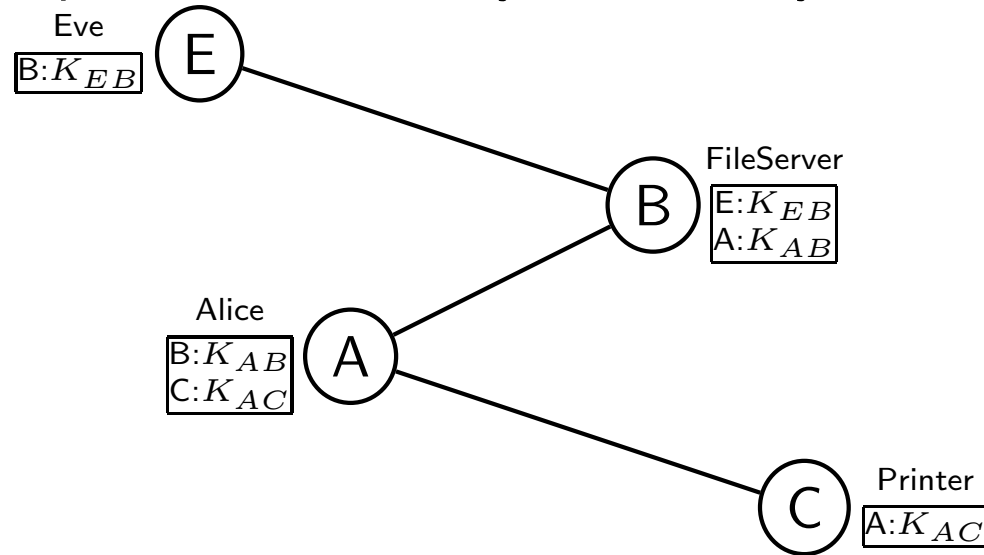 Eve
B:K_{EB}
E
FileServer
B
E:K_{EB}
A:K_{AB}
Alice
B:K_{AB}
C:K_{AC}
A
Printer
C
A:K_{AC}